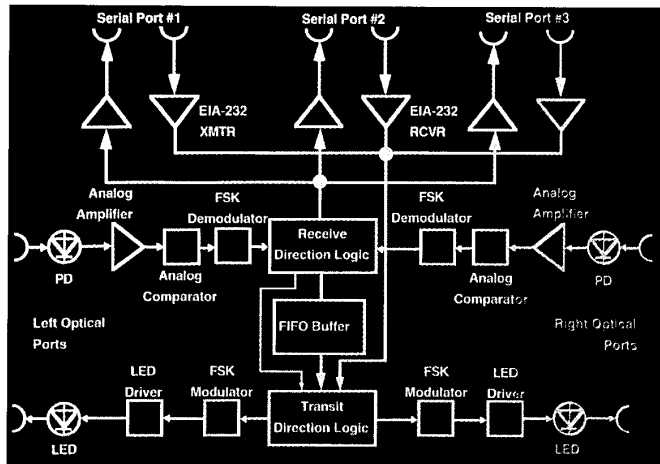 Serial Port #1
Serial Port #2
Serial Port #3
EIA-232
XMTR
EIA-232
RCVR
Analog
Amplifier
FSK
Demodulator
FSK
Demodulator
Analog
Amplifier
Receive
Direction Logic
PD
Analog
Comparator
Analog
Comparator
PD
Left Optical
Ports
FIFO Buffer
Right Optical
Ports
LED
Driver
FSK
Modulator
FSK
Modulator
LED
Driver
Transit
Direction Logic
LED
LED